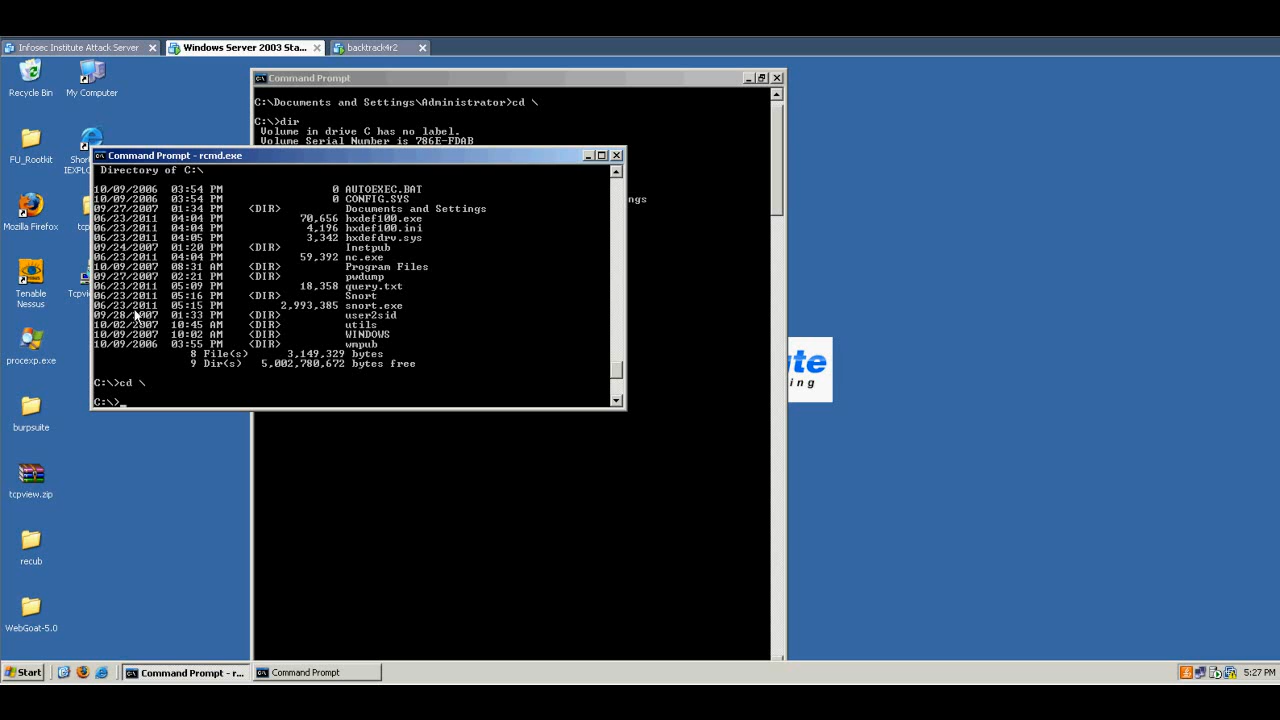 Infosec Institute Attack Server
Windows Server 2003 Sta...
backtrack4r2
Recycle Bin
My Computer
FU_Rootkit
Short
IEXPLO
Mozilla Firefox
tcp
Tenable
Nessus
Tcpv
procexp.exe
burpsuite
tcpview.zip
recub
WebGoat-5.0
Command Prompt
C:\Documents and Settings\Administrator>cd \
C:\>dir
Volume in drive C has no label.
Volume Serial Number is 786E-FDAB
ngs
Command Prompt - rcmd.exe
Directory of C:\
10/09/2006 03:54 PM 0 AUTOEXEC.BAT
10/09/2006 03:54 PM 0 CONFIG.SYS
09/27/2007 01:34 PM <DIR> Documents and Settings
06/23/2011 04:04 PM 70,656 hxdef100.exe
06/23/2011 04:04 PM 4,196 hxdef100.ini
06/23/2011 04:05 PM 3,342 hxdefdrv.sys
09/24/2007 01:20 PM <DIR> Inetpub
06/23/2011 04:04 PM 59,392 nc.exe
10/09/2007 08:31 AM <DIR> Program Files
09/27/2007 02:21 PM <DIR> pwdump
06/23/2011 05:09 PM 18,358 query.txt
06/23/2011 05:16 PM <DIR> Snort
06/23/2011 05:15 PM 2,993,385 snort.exe
09/28/2007 01:33 PM <DIR> user2sid
10/02/2007 10:45 AM <DIR> utils
10/09/2007 10:02 AM <DIR> WINDOWS
10/09/2006 03:55 PM <DIR> wmpub
8 File(s) 3,149,329 bytes
9 Dir(s) 5,002,780,672 bytes free
C:\>cd \
C:\>_
ute
ing
Start
Command Prompt - r...
Command Prompt
5:27 PM